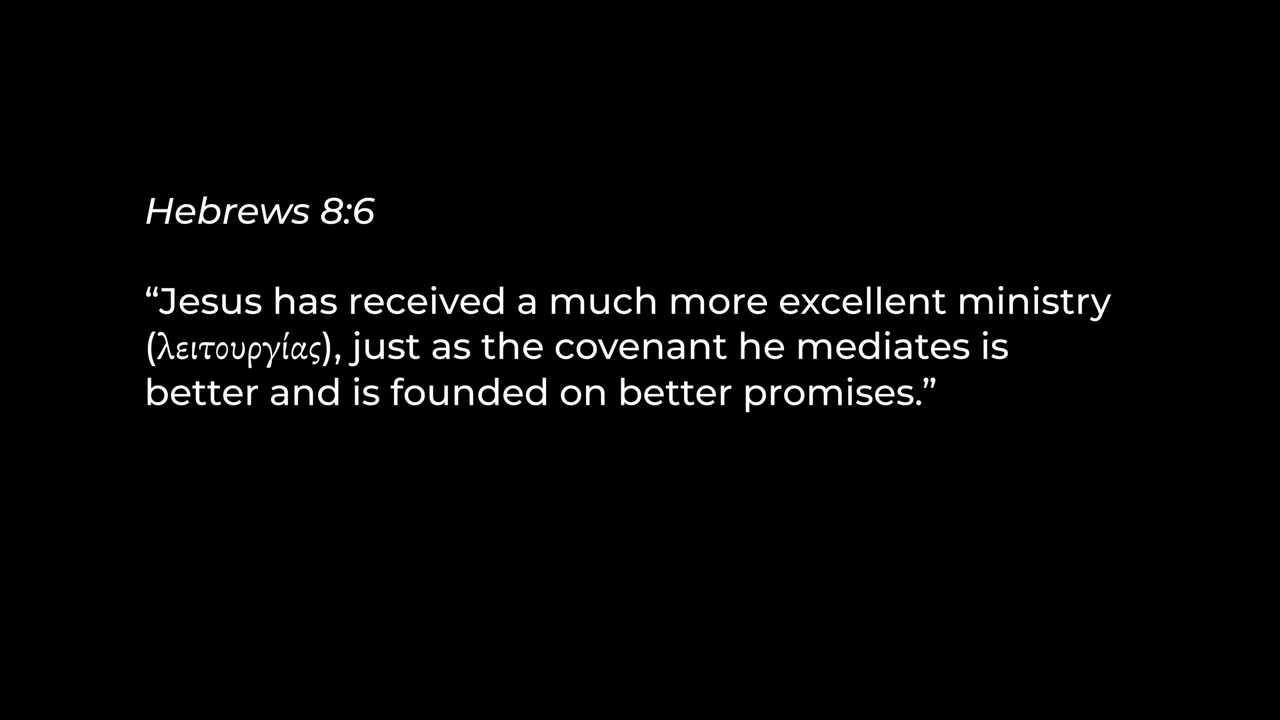 Hebrews 8:6
“Jesus has received a much more excellent ministry
(λειτουργίας), just as the covenant he mediates is
better and is founded on better promises.”